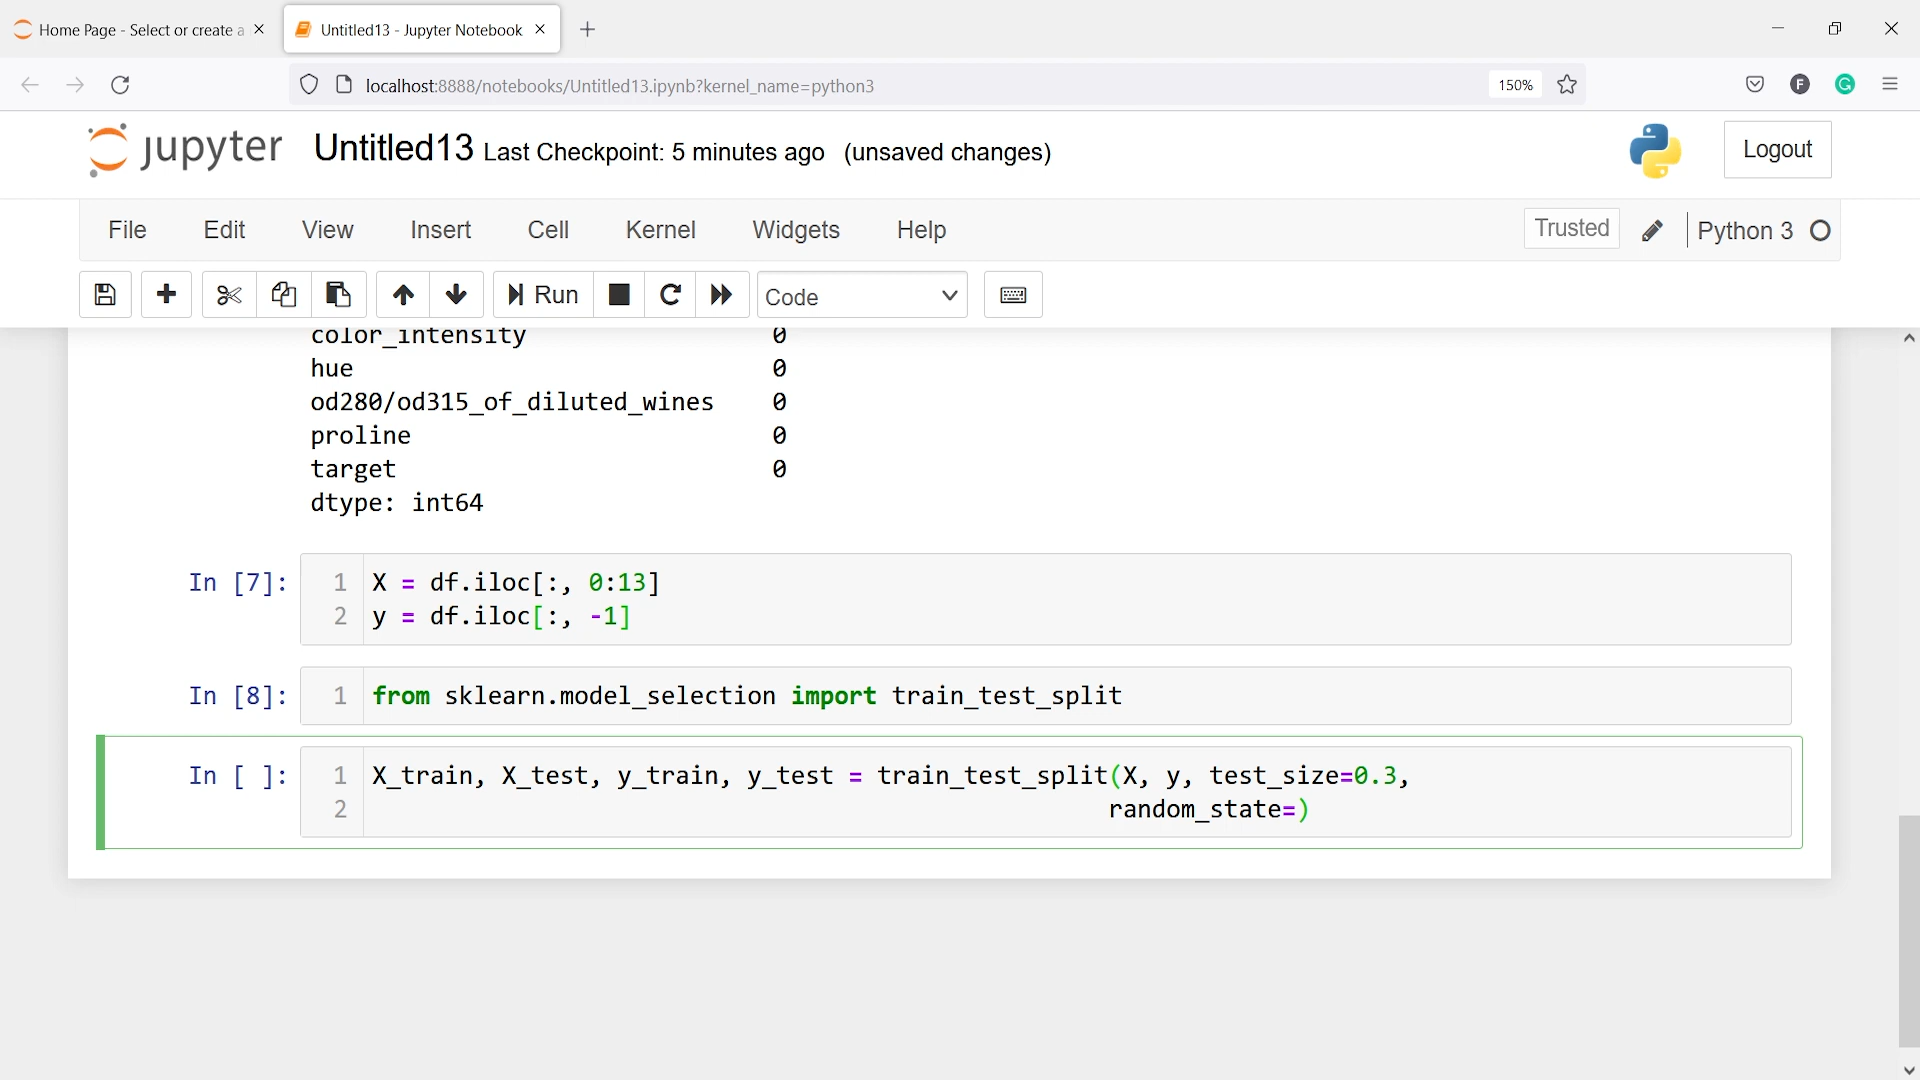 Home Page - Select or create a
Untitled13 - Jupyter Notebook
localhost:8888/notebooks/Untitled13.ipynb?kernel_name=python3
150%
F
G
jupyter Untitled13 Last Checkpoint: 5 minutes ago (unsaved changes)
Logout
File Edit View Insert Cell Kernel Widgets Help
Trusted
Python 3
Run
Code
color_intensity 0
hue 0
od280/od315_of_diluted_wines 0
proline 0
target 0
dtype: int64
In [7]: 1 X = df.iloc[:, 0:13]
2 y = df.iloc[:, -1]
In [8]: 1 from sklearn.model_selection import train_test_split
In [ ]: 1 X_train, X_test, y_train, y_test = train_test_split(X, y, test_size=0.3,
2 random_state=)